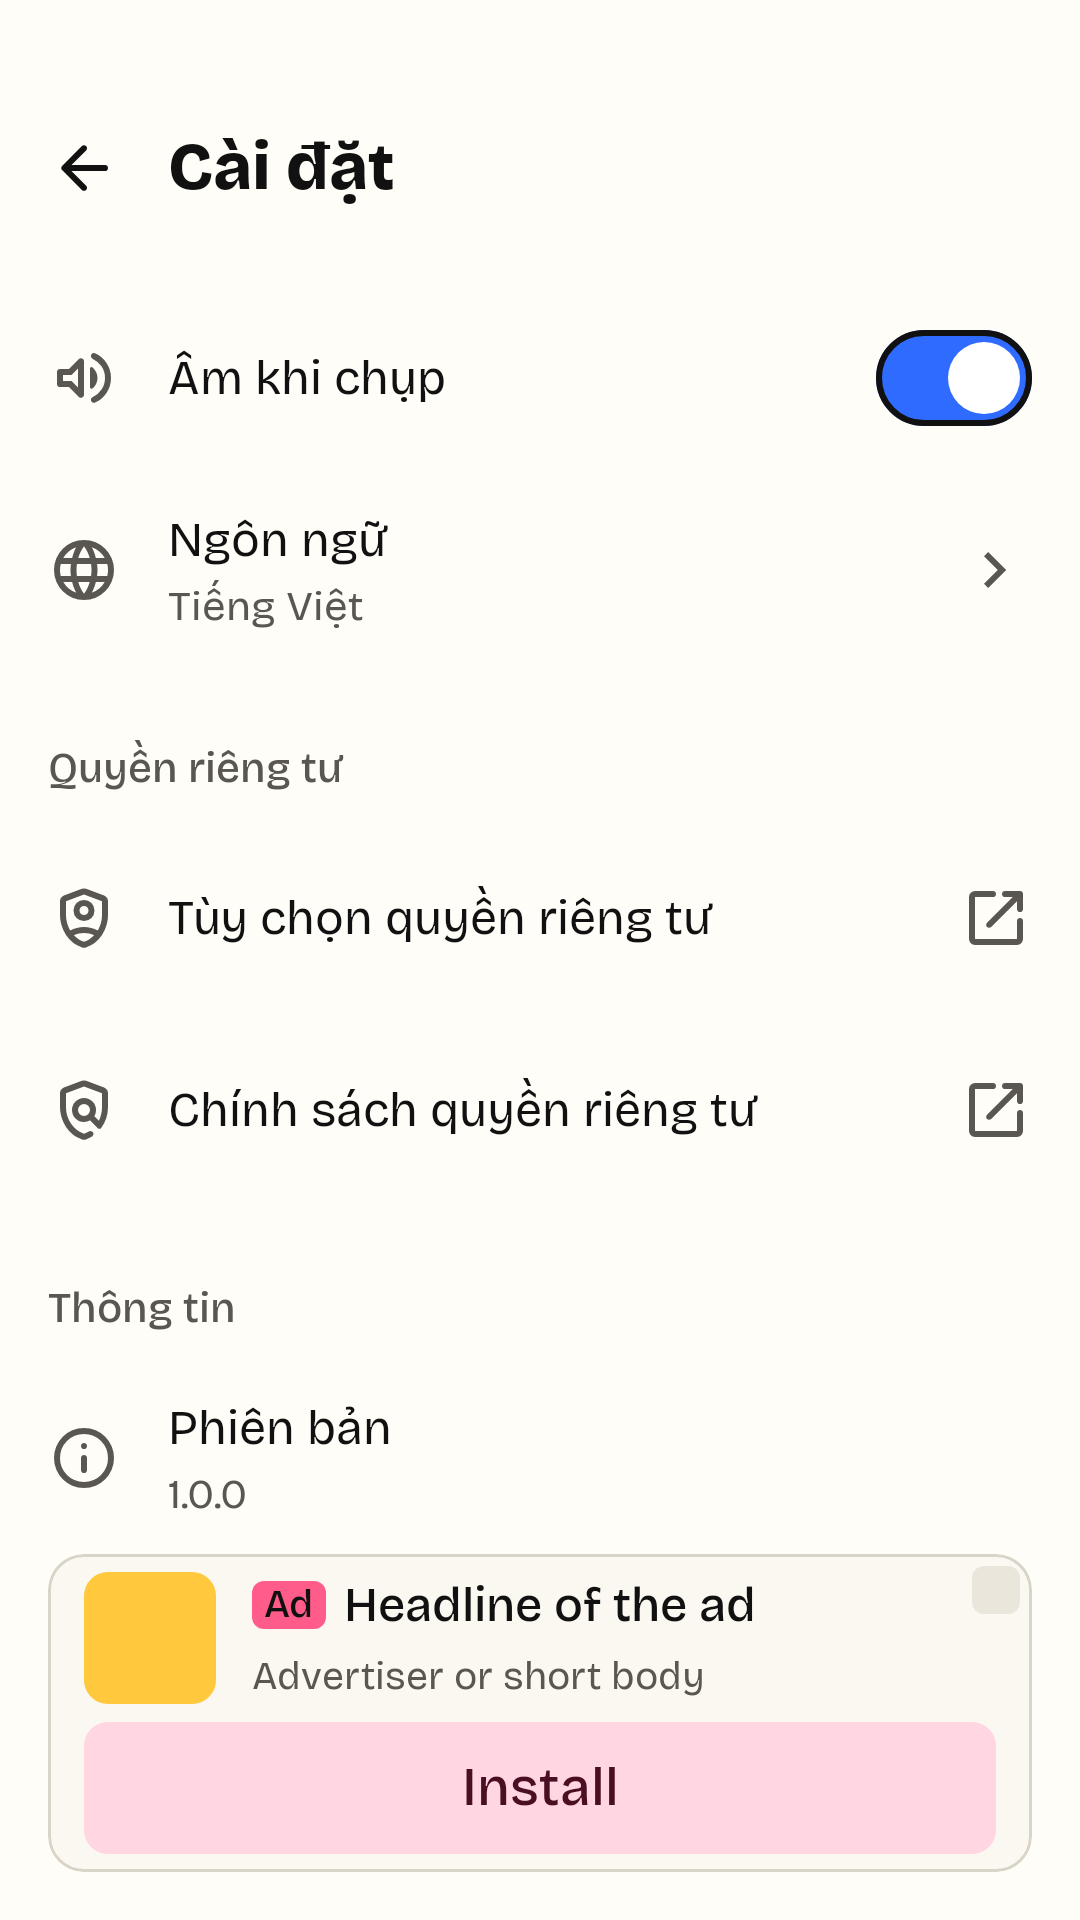 Cài đặt
Âm khi chụp
Ngôn ngữ
Tiếng Việt
Quyền riêng tư
Tùy chọn quyền riêng tư
Chính sách quyền riêng tư
Thông tin
Phiên bản
1.0.0
Ad Headline of the ad
Advertiser or short body
Install